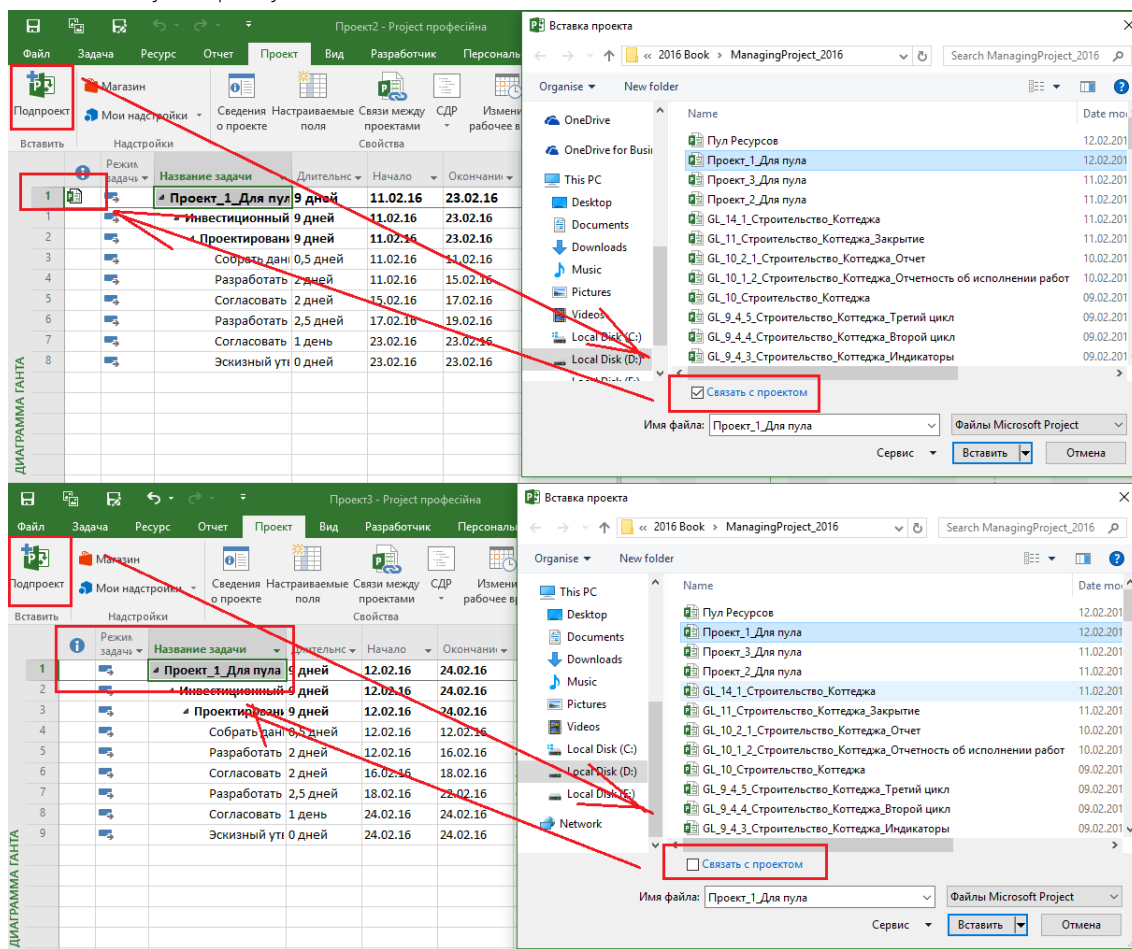 Проект2 - Project професійна
Файл Задача Ресурс Отчет Проект Вид Разработчик Персональ
Подпроект
Магазин
Мои надстройки
Сведения о проекте
Настраиваемые поля
Связи между проектами
СДР
Измени рабочее в
Вставить Надстройки Свойства
Режим задачи Название задачи Длительнс Начало Окончани
1 Проект_1_Для пул 9 дней 11.02.16 23.02.16
1 Инвестиционный 9 дней 11.02.16 23.02.16
2 Проектировани 9 дней 11.02.16 23.02.16
3 Собрать данн 0,5 дней 11.02.16 11.02.16
4 Разработать 2 дней 11.02.16 15.02.16
5 Согласовать 2 дней 15.02.16 17.02.16
6 Разработать 2,5 дней 17.02.16 19.02.16
7 Согласовать 1 день 23.02.16 23.02.16
8 Эскизный утв 0 дней 23.02.16 23.02.16
ДИАГРАММА ГАНТА
Вставка проекта
« 2016 Book › ManagingProject_2016 Search ManagingProject_2016
Organise New folder
OneDrive
OneDrive for Busin
This PC
Desktop
Documents
Downloads
Music
Pictures
Videos
Local Disk (C:)
Local Disk (D:)
Name Date mo
Пул Ресурсов 12.02.201
Проект_1_Для пула 12.02.201
Проект_3_Для пула 11.02.201
Проект_2_Для пула 11.02.201
GL_14_1_Строительство_Коттеджа 11.02.201
GL_11_Строительство_Коттеджа_Закрытие 11.02.201
GL_10_2_1_Строительство_Коттеджа_Отчет 10.02.201
GL_10_1_2_Строительство_Коттеджа_Отчетность об исполнении работ 10.02.201
GL_10_Строительство_Коттеджа 09.02.201
GL_9_4_5_Строительство_Коттеджа_Третий цикл 09.02.201
GL_9_4_4_Строительство_Коттеджа_Второй цикл 09.02.201
GL_9_4_3_Строительство_Коттеджа_Индикаторы 09.02.201
Связать с проектом
Имя файла: Проект_1_Для пула Файлы Microsoft Project
Сервис Вставить Отмена
Проект3 - Project професійна
Файл Задача Ресурс Отчет Проект Вид Разработчик Персональ
Подпроект
Магазин
Мои надстройки
Сведения о проекте
Настраиваемые поля
Связи между проектами
СДР
Измени рабочее в
Вставить Надстройки Свойства
Режим задачи Название задачи Длительнс Начало Окончани
1 Проект_1_Для пула 9 дней 12.02.16 24.02.16
2 Инвестиционный 9 дней 12.02.16 24.02.16
3 Проектировани 9 дней 12.02.16 24.02.16
4 Собрать данн 0,5 дней 12.02.16 12.02.16
5 Разработать 2 дней 12.02.16 16.02.16
6 Согласовать 2 дней 16.02.16 18.02.16
7 Разработать 2,5 дней 18.02.16 22.02.16
8 Согласовать 1 день 24.02.16 24.02.16
9 Эскизный утв 0 дней 24.02.16 24.02.16
ДИАГРАММА ГАНТА
Вставка проекта
« 2016 Book › ManagingProject_2016 Search ManagingProject_2016
Organise New folder
This PC
Desktop
Documents
Downloads
Music
Pictures
Videos
Local Disk (C:)
Local Disk (D:)
Local Disk (E:)
Network
Name Date mo
Пул Ресурсов 12.02.201
Проект_1_Для пула 12.02.201
Проект_3_Для пула 11.02.201
Проект_2_Для пула 11.02.201
GL_14_1_Строительство_Коттеджа 11.02.201
GL_11_Строительство_Коттеджа_Закрытие 11.02.201
GL_10_2_1_Строительство_Коттеджа_Отчет 10.02.201
GL_10_1_2_Строительство_Коттеджа_Отчетность об исполнении работ 10.02.201
GL_10_Строительство_Коттеджа 09.02.201
GL_9_4_5_Строительство_Коттеджа_Третий цикл 09.02.201
GL_9_4_4_Строительство_Коттеджа_Второй цикл 09.02.201
GL_9_4_3_Строительство_Коттеджа_Индикаторы 09.02.201
Связать с проектом
Имя файла: Проект_1_Для пула Файлы Microsoft Project
Сервис Вставить Отмена